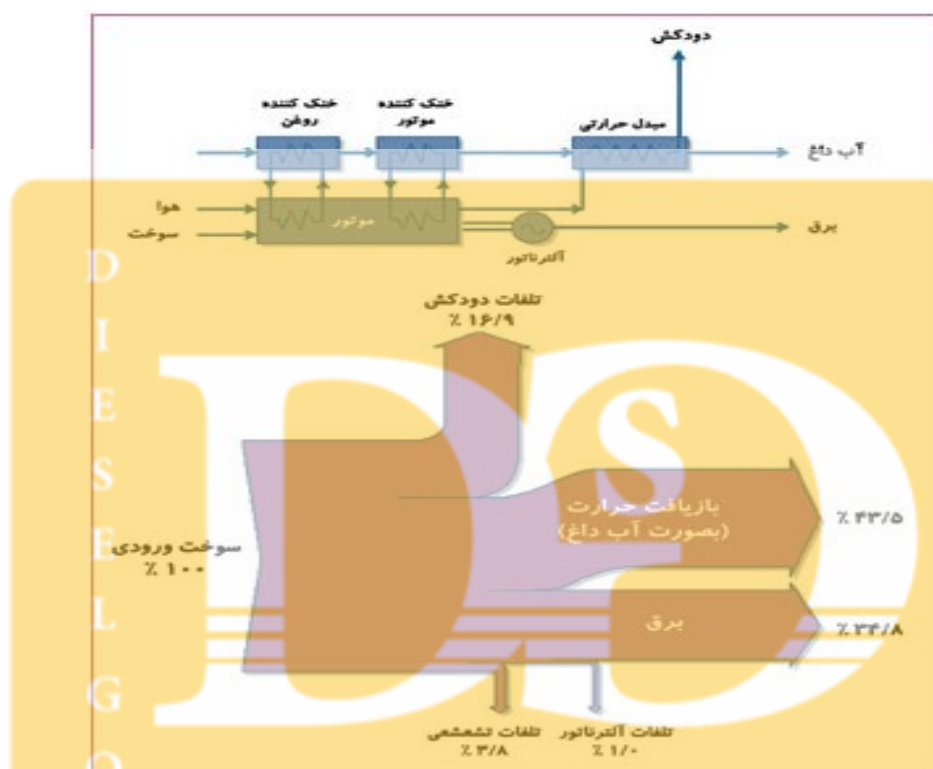 دودکش
خنک کننده
روغن
خنک کننده
موتور
مبدل حرارتی
آب داغ
هوا
سوخت
موتور
آلترناتور
برق
تلفات دودکش
٪ ۱۶/۹
بازیافت حرارت
(بصورت آب داغ)
٪ ۴۳/۵
سوخت ورودی
٪ ۱۰۰
برق
٪ ۳۴/۸
تلفات تشعشعی
٪ ۳/۸
تلفات آلترناتور
٪ ۱/۰
D
I
E
S
E
L
G
O
D
S
G